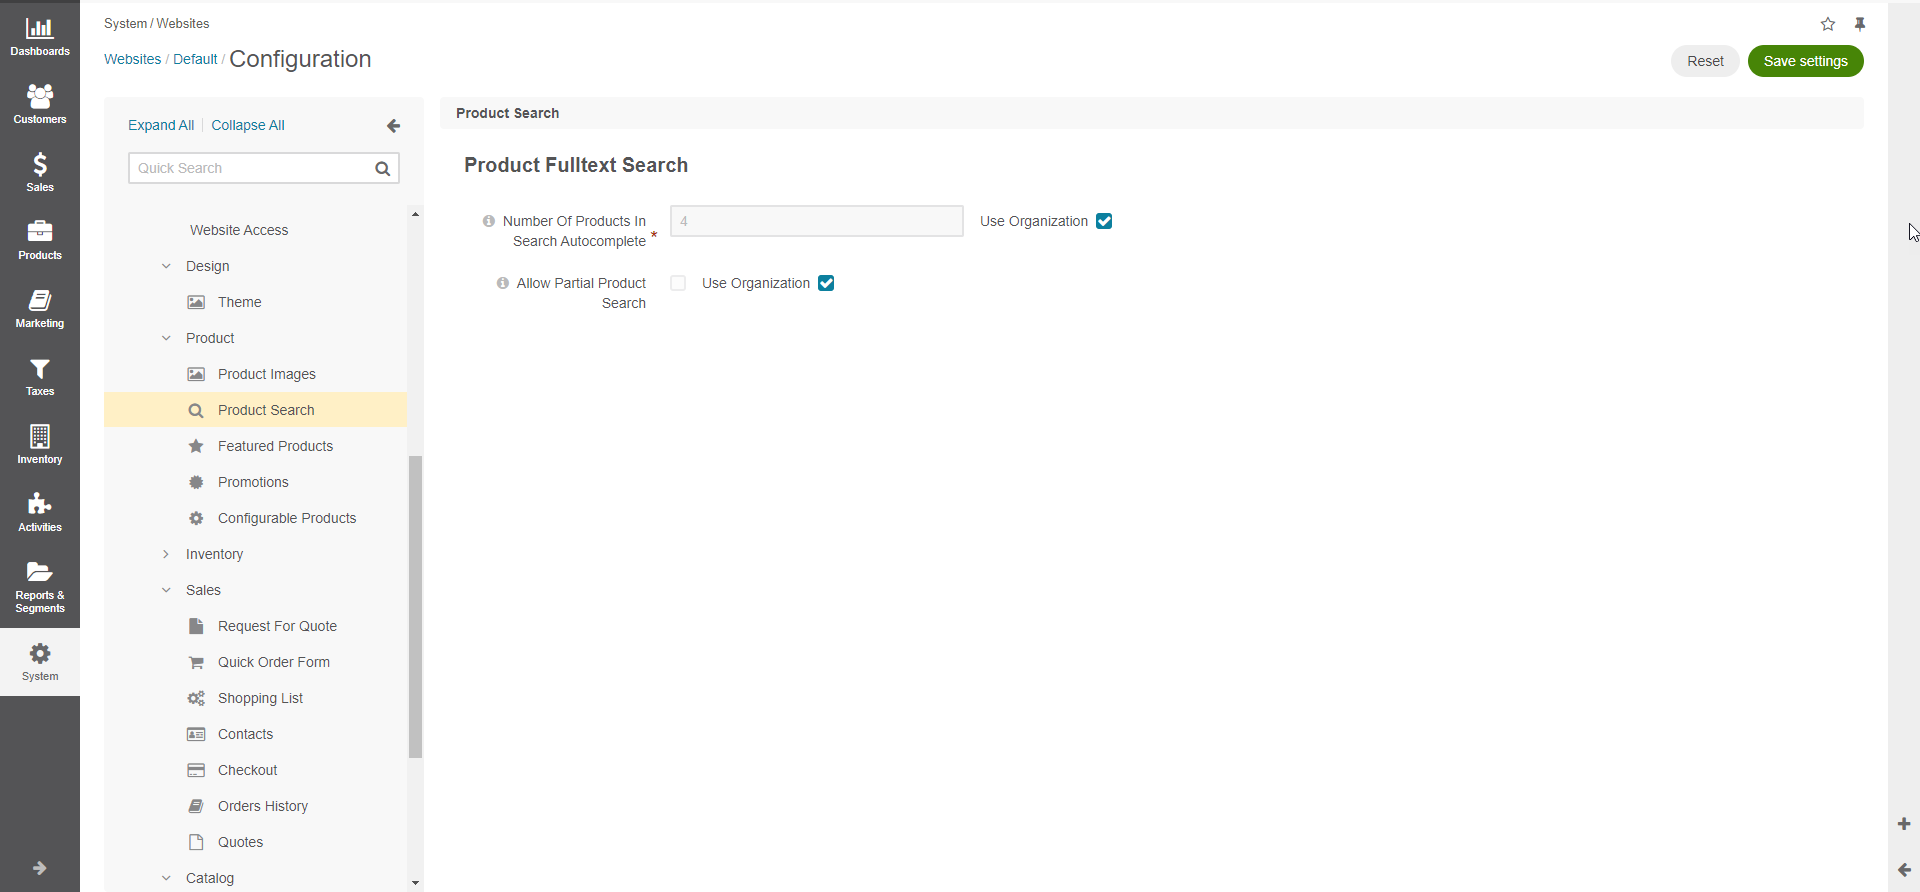 Dashboards
Customers
Sales
Products
Marketing
Taxes
Inventory
Activities
Reports &
Segments
System
System / Websites
Websites / Default / Configuration
Reset
Save settings
Expand All
Collapse All
Quick Search
Website Access
Design
Theme
Product
Product Images
Product Search
Featured Products
Promotions
Configurable Products
Inventory
Sales
Request For Quote
Quick Order Form
Shopping List
Contacts
Checkout
Orders History
Quotes
Catalog
Product Search
Product Fulltext Search
Number Of Products In
Search Autocomplete *
4
Use Organization
Allow Partial Product
Search
Use Organization